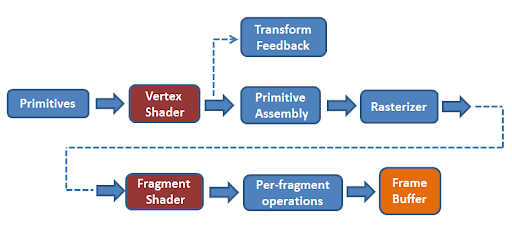 Transform
Feedback
Primitives
Vertex
Shader
Primitive
Assembly
Rasterizer
Fragment
Shader
Per-fragment
operations
Frame
Buffer